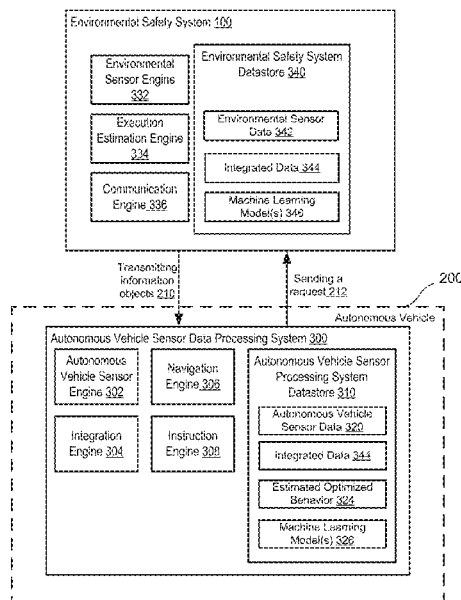 Environmental Safety System 100
Environmental
Sensor Engine
332
Execution
Estimation Engine
334
Communication
Engine 336
Environmental Safety System
Datastore 340
Environmental Sensor
Data 342
Integrated Data 344
Machine Learning
Model(s) 346
Transmitting
information
objects 210
Sending a
request 212
200
Autonomous Vehicle
Autonomous Vehicle Sensor Data Processing System 300
Autonomous
Vehicle Sensor
Engine 302
Navigation
Engine 306
Integration
Engine 304
Instruction
Engine 308
Autonomous Vehicle Sensor
Processing System
Datastore 310
Autonomous Vehicle
Sensor Data 320
Integrated Data 344
Estimated Optimized
Behavior 324
Machine Learning
Model(s) 326